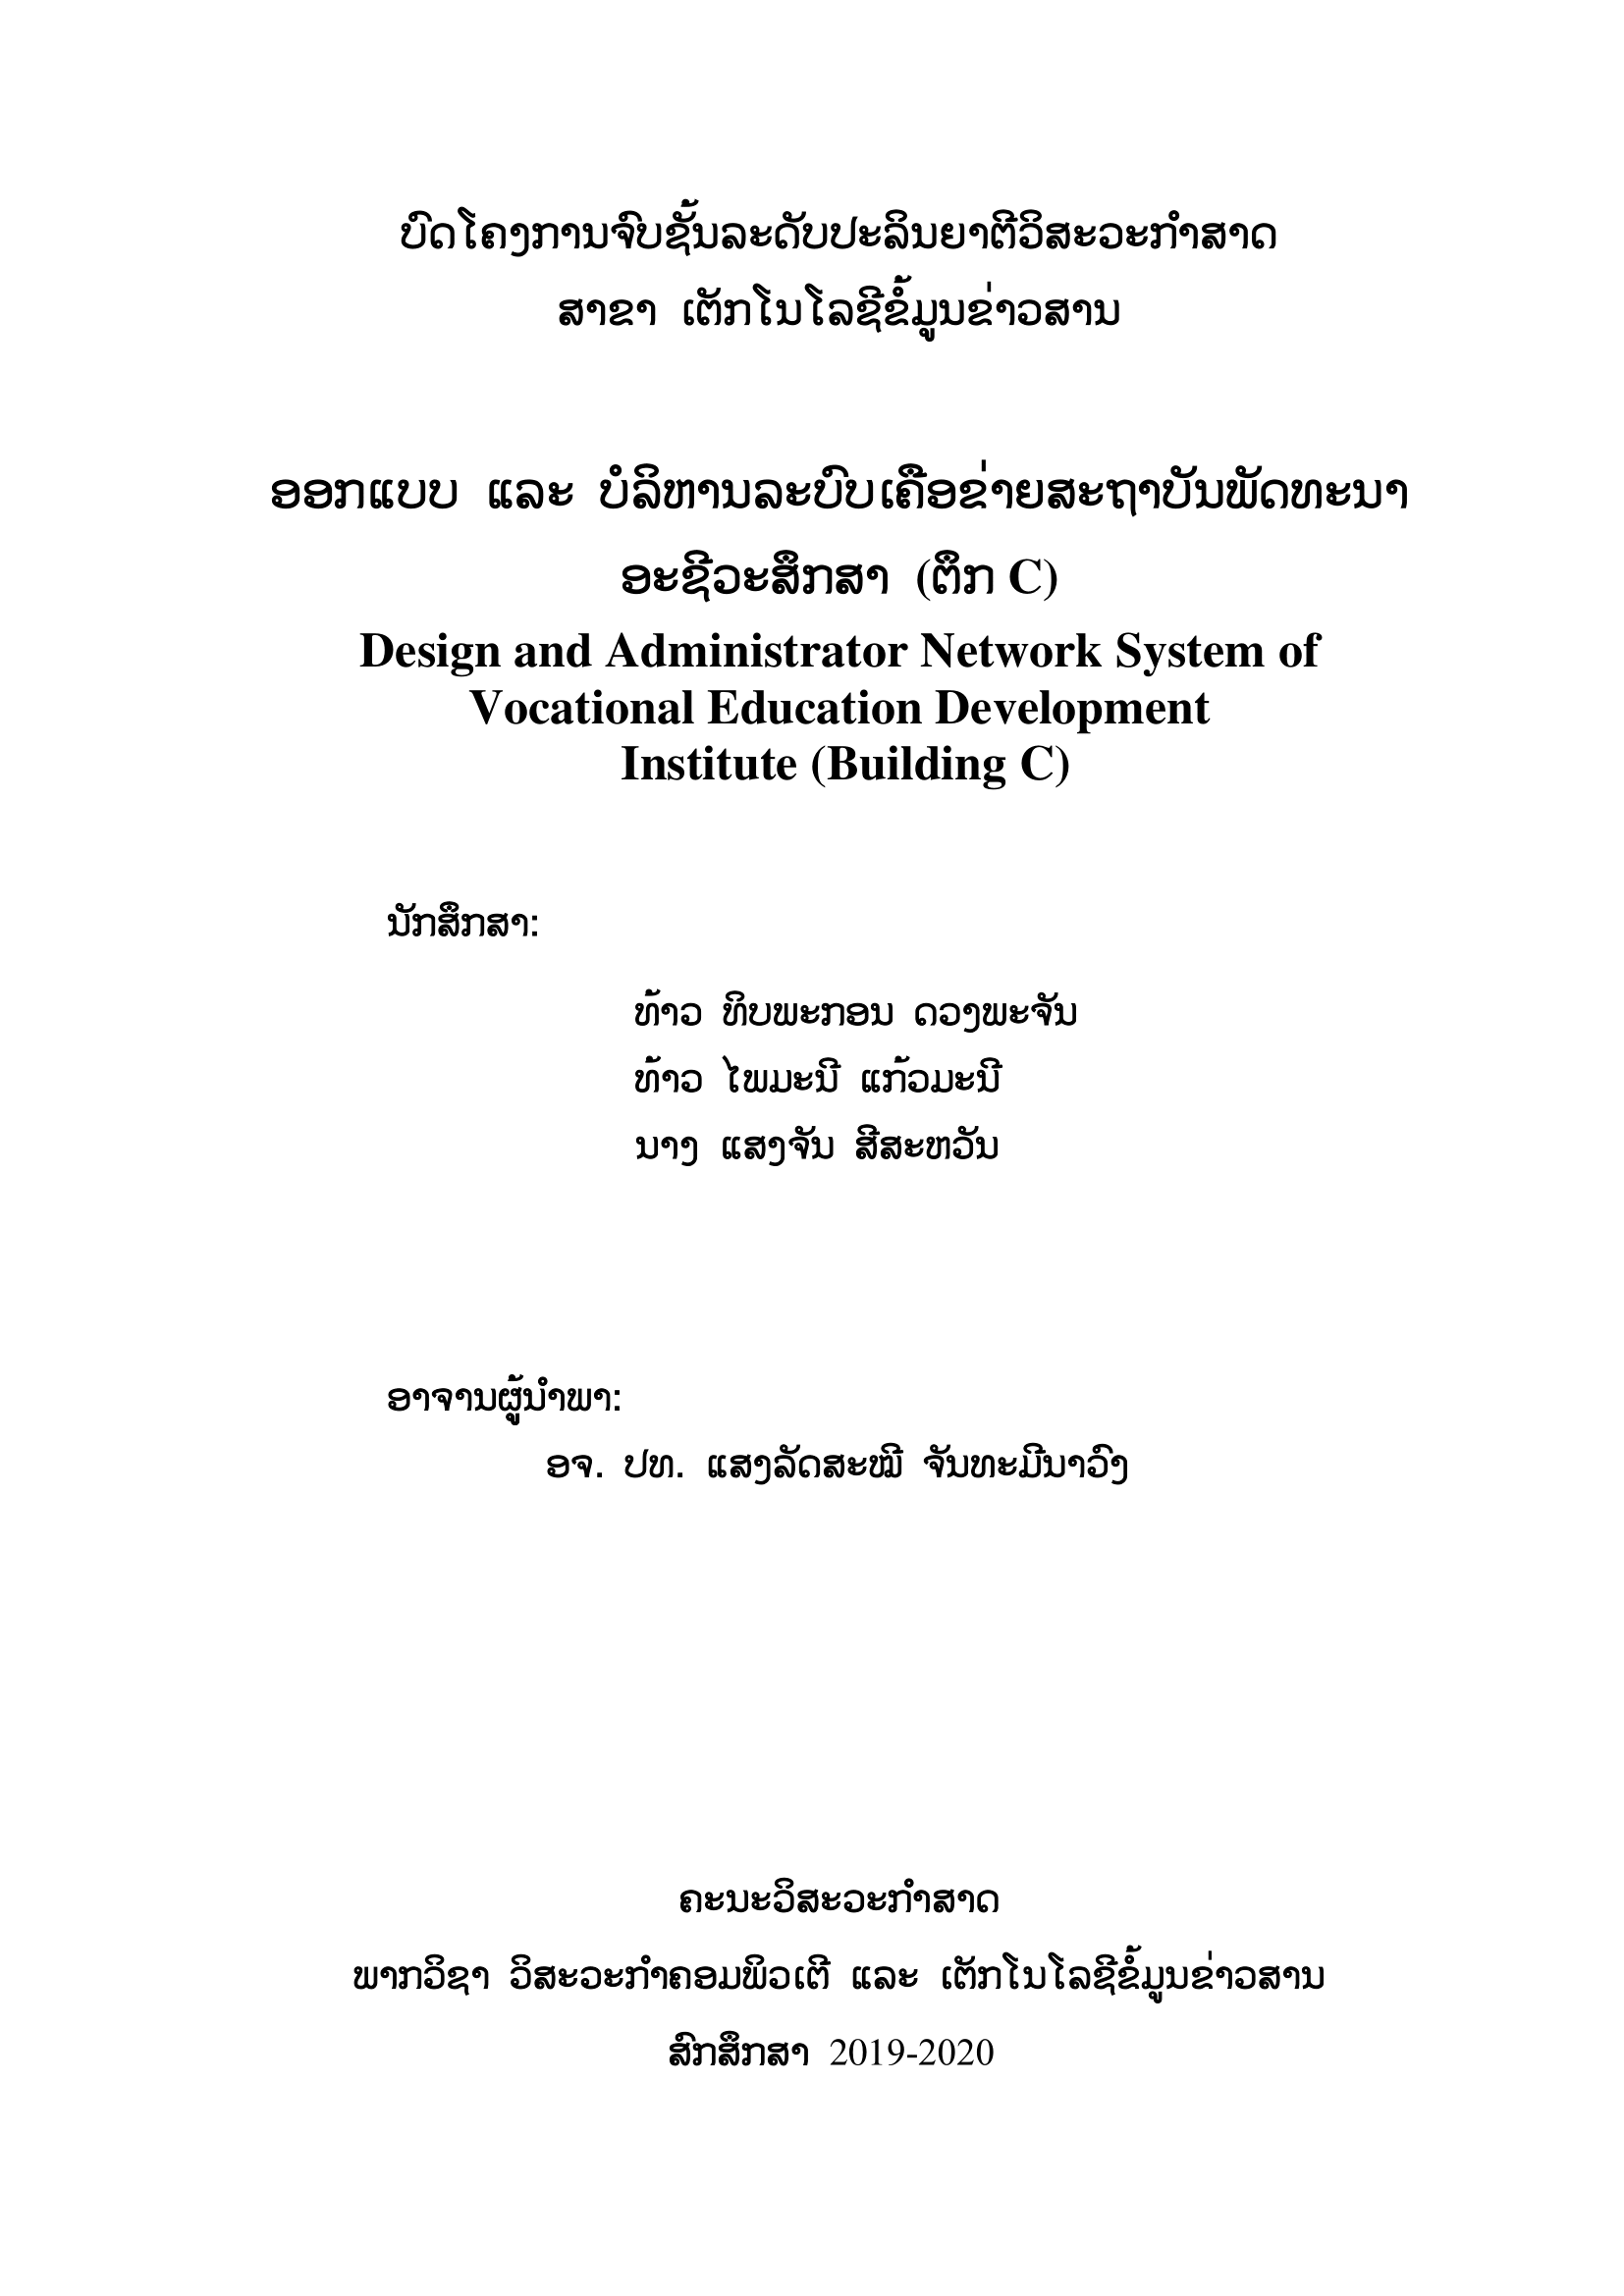 ບົດໂຄງການຈົບຊັ້ນລະດັບປະລິນຍາຕີວິສະວະກຳສາດ
ສາຂາ ເຕັກໂນໂລຊີຂໍ້ມູນຂ່າວສານ
ອອກແບບ ແລະ ບໍລິຫານລະບົບເຄືອຂ່າຍສະຖາບັນພັດທະນາ
ອະຊີວະສຶກສາ (ຕຶກ C)
Design and Administrator Network System of
Vocational Education Development
Institute (Building C)
ນັກສຶກສາ:
ທ້າວ ທິບພະກອນ ດວງພະຈັນ
ທ້າວ ໄພມະນີ ແກ້ວມະນີ
ນາງ ແສງຈັນ ສີສະຫວັນ
ອາຈານຜູ້ນຳພາ:
ອຈ. ປທ. ແສງລັດສະໝີ ຈັນທະມີນາວົງ
ຄະນະວິສະວະກຳສາດ
ພາກວິຊາ ວິສະວະກຳຄອມພິວເຕີ ແລະ ເຕັກໂນໂລຊີຂໍ້ມູນຂ່າວສານ
ສົກສຶກສາ 2019-2020